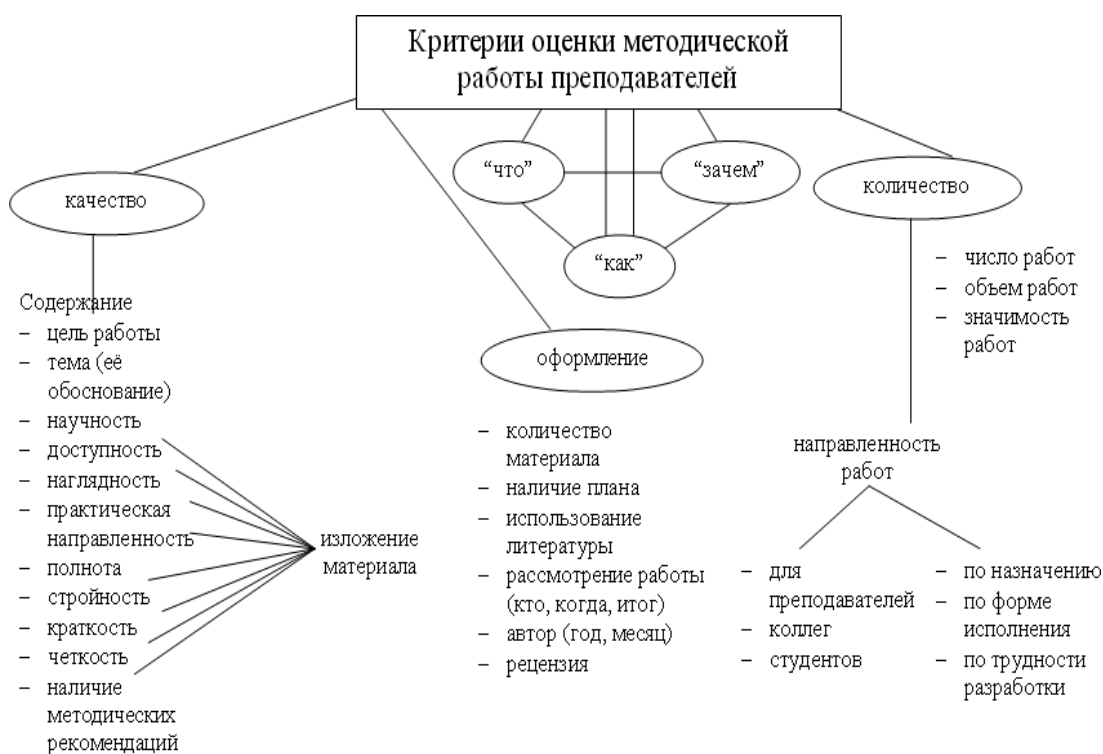 Критерии оценки методической
работы преподавателей
“что”
“зачем”
“как”
качество
количество
оформление
Содержание
– цель работы
– тема (её
обоснование)
– научность
– доступность
– наглядность
– практическая
направленность
– полнота
– стройность
– краткость
– четкость
– наличие
методических
рекомендаций
изложение
материала
– количество
материала
– наличие плана
– использование
литературы
– рассмотрение работы
(кто, когда, итог)
– автор (год, месяц)
– рецензия
– число работ
– объем работ
– значимость
работ
направленность
работ
– для
преподавателей
– коллег
– студентов
– по назначению
– по форме
исполнения
– по трудности
разработки